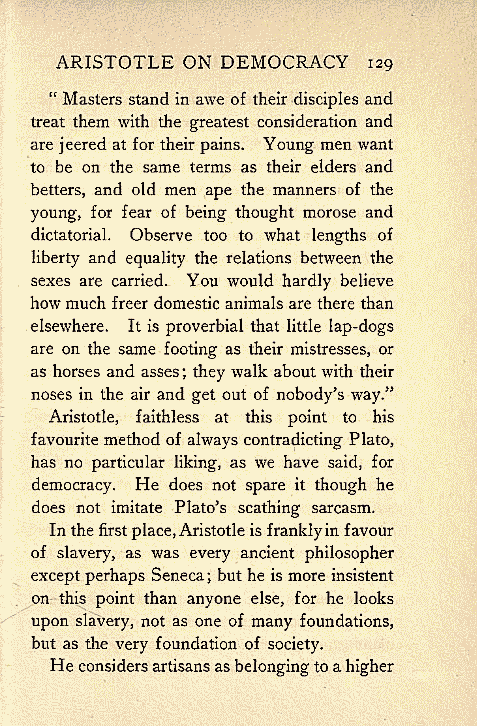 ARISTOTLE ON DEMOCRACY 129
“ Masters stand in awe of their disciples and
treat them with the greatest consideration and
are jeered at for their pains. Young men want
to be on the same terms as their elders and
betters, and old men ape the manners of the
young, for fear of being thought morose and
dictatorial. Observe too to what lengths of
liberty and equality the relations between the
sexes are carried. You would hardly believe
how much freer domestic animals are there than
elsewhere. It is proverbial that little lap-dogs
are on the same footing as their mistresses, or
as horses and asses; they walk about with their
noses in the air and get out of nobody’s way.”
Aristotle, faithless at this point to his
favourite method of always contradicting Plato,
has no particular liking, as we have said, for
democracy. He does not spare it though he
does not imitate Plato’s scathing sarcasm.
In the first place, Aristotle is frankly in favour
of slavery, as was every ancient philosopher
except perhaps Seneca; but he is more insistent
on this point than anyone else, for he looks
upon slavery, not as one of many foundations,
but as the very foundation of society.
He considers artisans as belonging to a higher